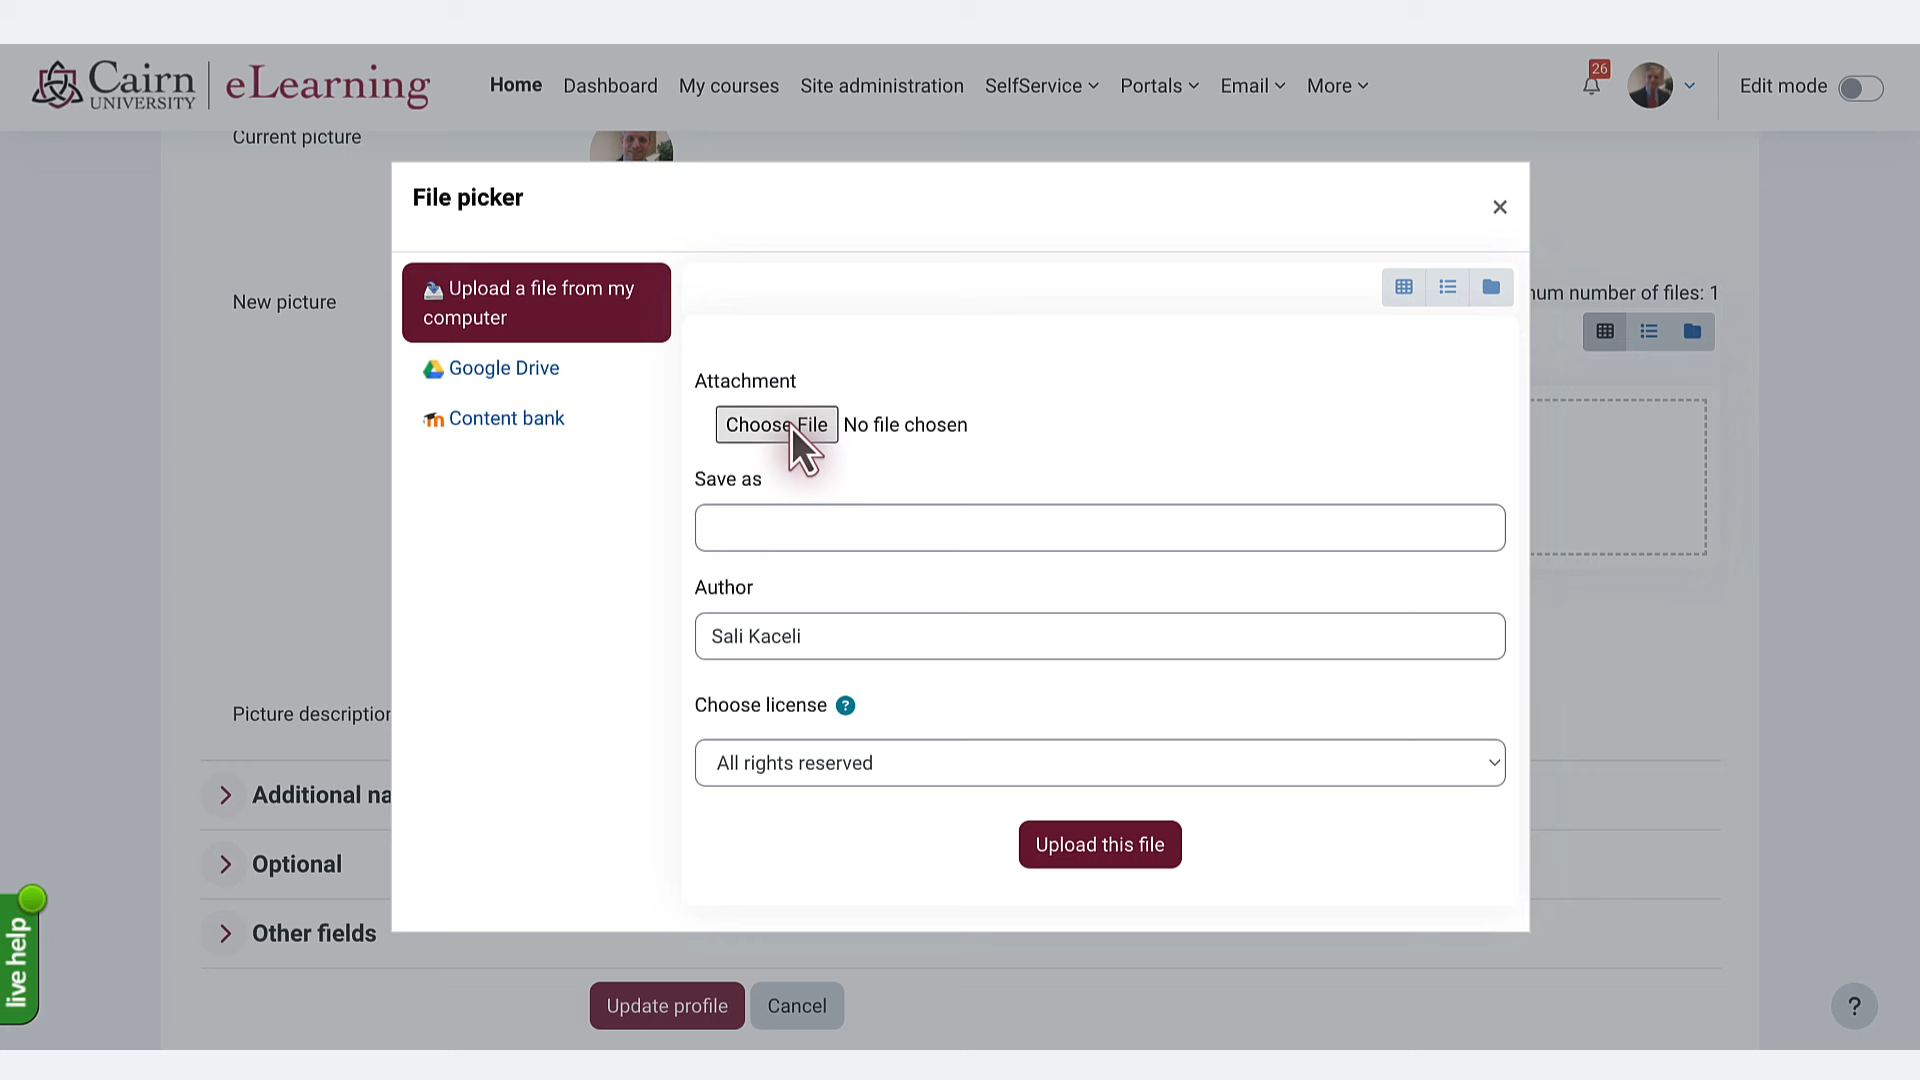 Cairn
UNIVERSITY
eLearning
Home
Dashboard
My courses
Site administration
SelfService
Portals
Email
More
26
Edit mode
Current picture
File picker
×
Upload a file from my
computer
Google Drive
Content bank
New picture
num number of files: 1
Attachment
Choose File
No file chosen
Save as
Author
Sali Kaceli
Choose license
?
All rights reserved
Upload this file
Picture description
Additional na
Optional
Other fields
live help
Update profile
Cancel
?